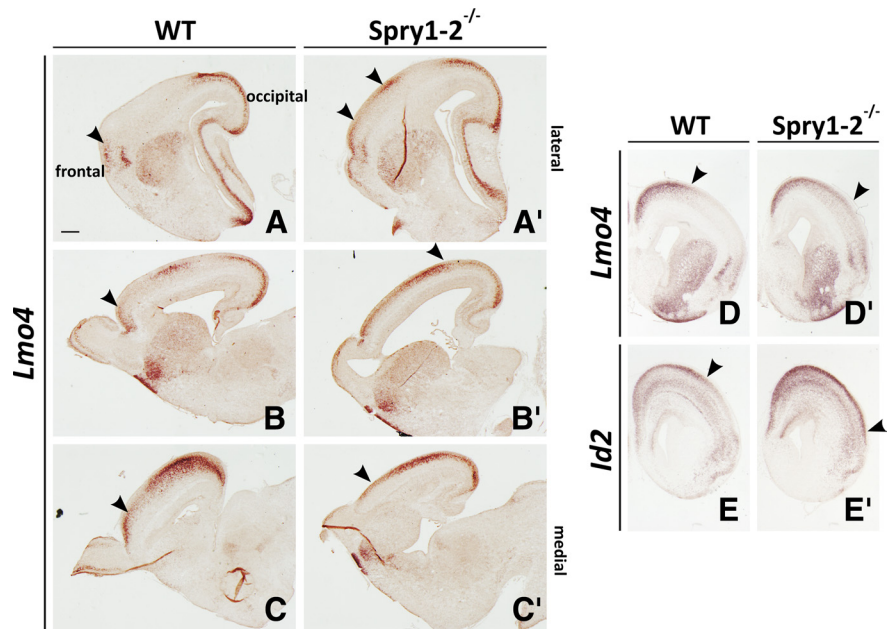 WT
Spry1-2-/-
occipital
frontal
A
A'
lateral
Lmo4
B
B'
C
C'
medial
WT
Spry1-2-/-
Lmo4
D
D'
Id2
E
E'